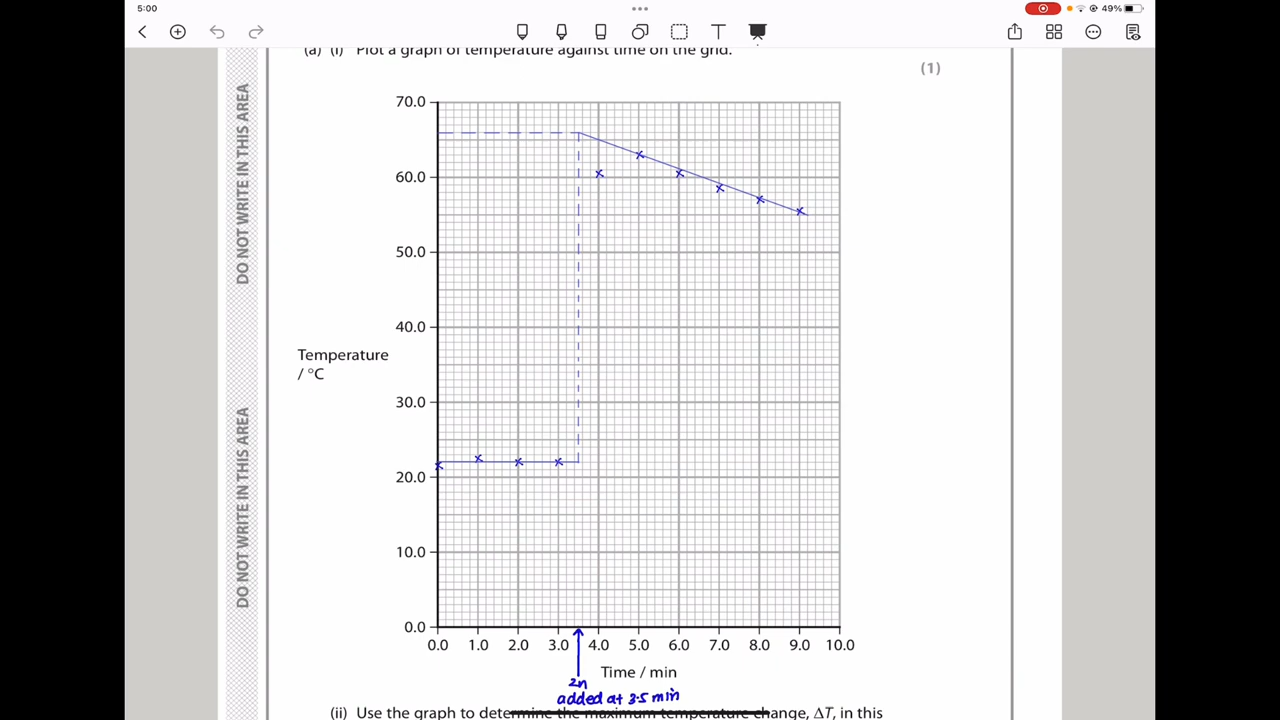 5:00
49%
(a) (i) Plot a graph of temperature against time on the grid.
(1)
DO NOT WRITE IN THIS AREA
DO NOT WRITE IN THIS AREA
70.0
60.0
50.0
40.0
30.0
20.0
10.0
0.0
Temperature
/ °C
0.0 1.0 2.0 3.0 4.0 5.0 6.0 7.0 8.0 9.0 10.0
Time / min
Zn
added at 3.5 min
(ii) Use the graph to determine the maximum temperature change, ΔT, in this